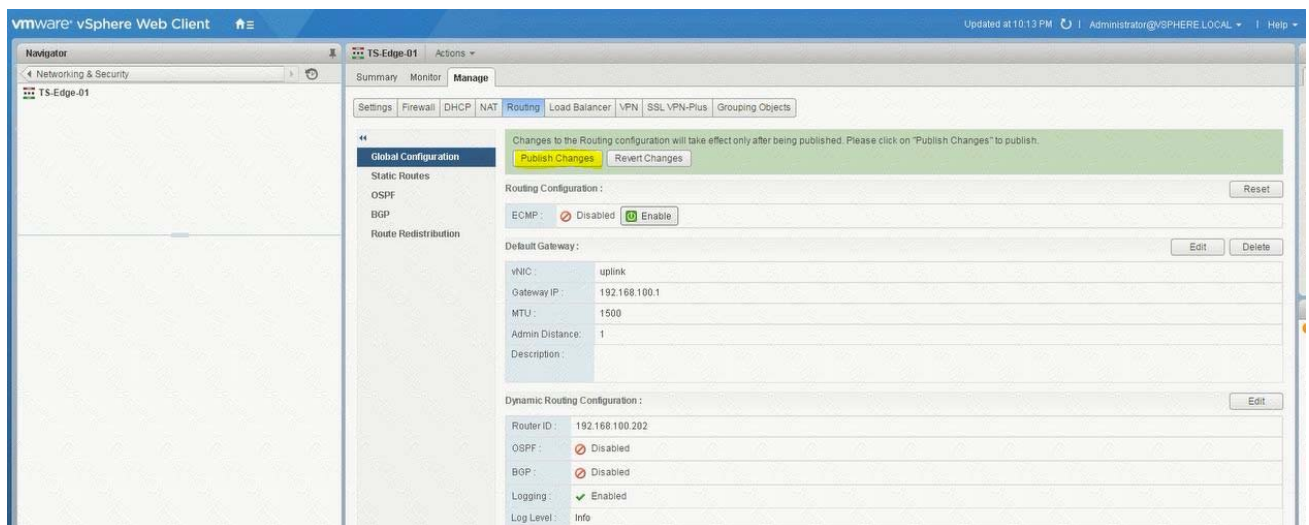 vmware® vSphere Web Client
Updated at 10:13 PM | Administrator@VSPHERE.LOCAL | Help
Navigator
Networking & Security
TS-Edge-01
TS-Edge-01 Actions
Summary Monitor Manage
Settings Firewall DHCP NAT Routing Load Balancer VPN SSL VPN-Plus Grouping Objects
Global Configuration
Static Routes
OSPF
BGP
Route Redistribution
Changes to the Routing configuration will take effect only after being published. Please click on "Publish Changes" to publish.
Publish Changes Revert Changes
Routing Configuration : Reset
ECMP : Disabled Enable
Default Gateway : Edit Delete
vNIC : uplink
Gateway IP : 192.168.100.1
MTU : 1500
Admin Distance: 1
Description :
Dynamic Routing Configuration : Edit
Router ID : 192.168.100.202
OSPF : Disabled
BGP : Disabled
Logging : Enabled
Log Level : Info